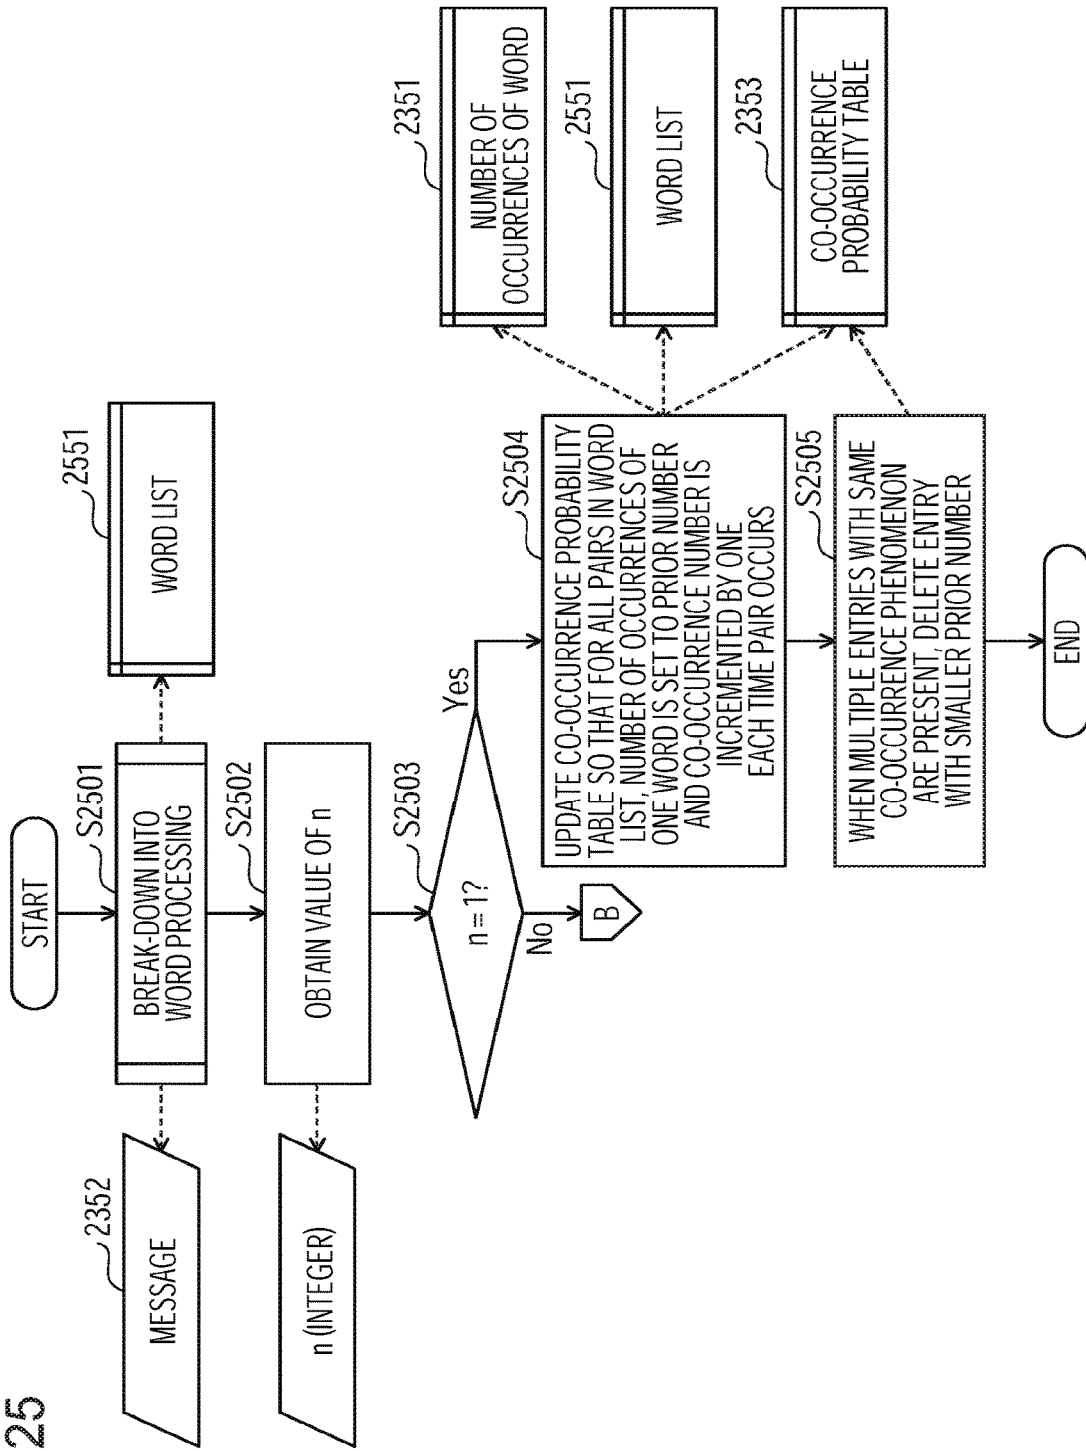 25
START
S2501
BREAK-DOWN INTO
WORD PROCESSING
2352
MESSAGE
2551
WORD LIST
S2502
OBTAIN VALUE OF n
n (INTEGER)
S2503
n = 1?
Yes
No
B
S2504
UPDATE CO-OCCURRENCE PROBABILITY
TABLE SO THAT FOR ALL PAIRS IN WORD
LIST, NUMBER OF OCCURRENCES OF
ONE WORD IS SET TO PRIOR NUMBER
AND CO-OCCURRENCE NUMBER IS
INCREMENTED BY ONE
EACH TIME PAIR OCCURS
2351
NUMBER OF
OCCURRENCES OF WORD
2551
WORD LIST
2353
CO-OCCURRENCE
PROBABILITY TABLE
S2505
WHEN MULTIPLE ENTRIES WITH SAME
CO-OCCURRENCE PHENOMENON
ARE PRESENT, DELETE ENTRY
WITH SMALLER PRIOR NUMBER
END